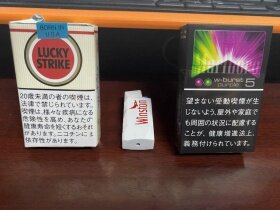 BORN IN
USA
LUCKY
STRIKE
20歳未満の者の喫煙は、
法律で禁じられています。
喫煙は、様々な疾病になる
危険性を高め、あなたの
健康寿命を短くするおそれが
あります。ニコチンには
依存性があります。
Winston
Marlboro
w-burst
purple 5
望まない受動喫煙が生
じないよう、屋外や家庭で
も周囲の状況に配慮する
ことが、健康増進法上、
義務付けられています。